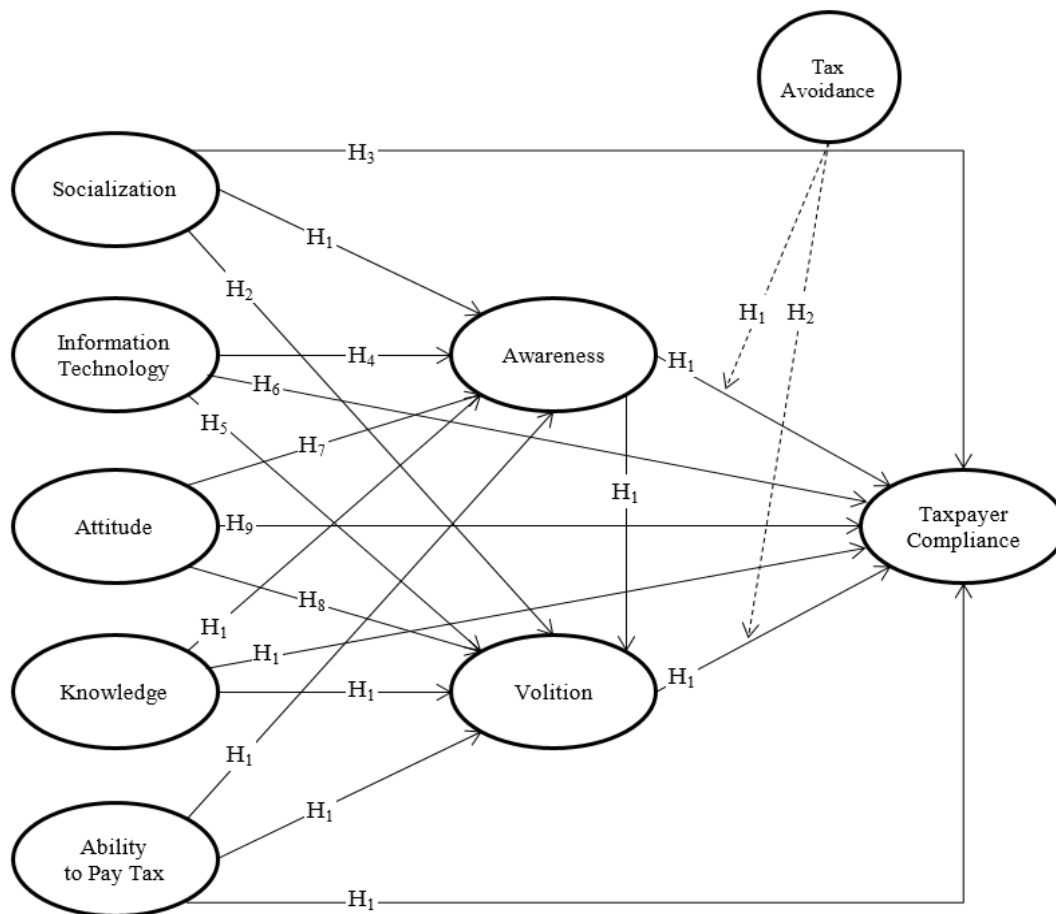 Tax
Avoidance
H3
Socialization
H1
H2
H1
H2
Information
Technology
H4
Awareness
H1
H6
H5
H7
H1
Attitude
H9
Taxpayer
Compliance
H8
H1
H1
Knowledge
H1
Volition
H1
H1
H1
Ability
to Pay Tax
H1